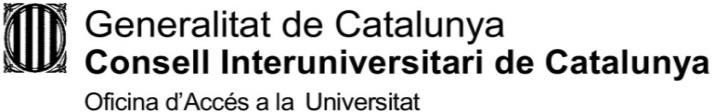 Generalitat de Catalunya
Consell Interuniversitari de Catalunya
Oficina d'Accés a la Universitat